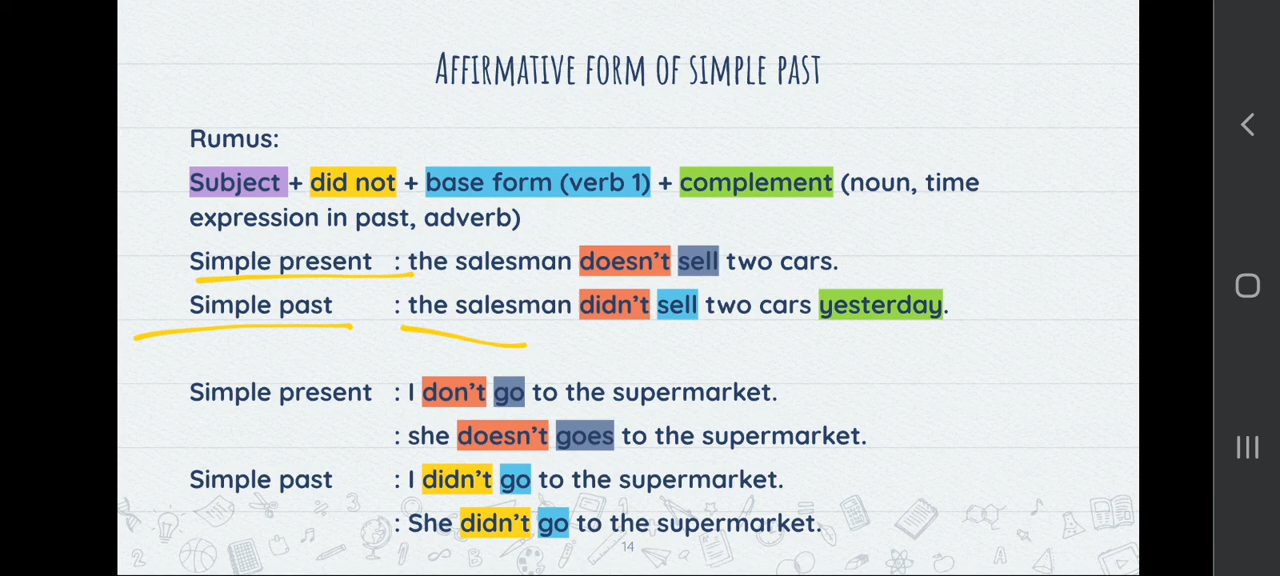 AFFIRMATIVE FORM OF SIMPLE PAST
Rumus:
Subject + did not + base form (verb 1) + complement (noun, time
expression in past, adverb)
Simple present : the salesman doesn't sell two cars.
Simple past : the salesman didn't sell two cars yesterday.
Simple present : I don't go to the supermarket.
: she doesn't goes to the supermarket.
Simple past : I didn't go to the supermarket.
: She didn't go to the supermarket.
14